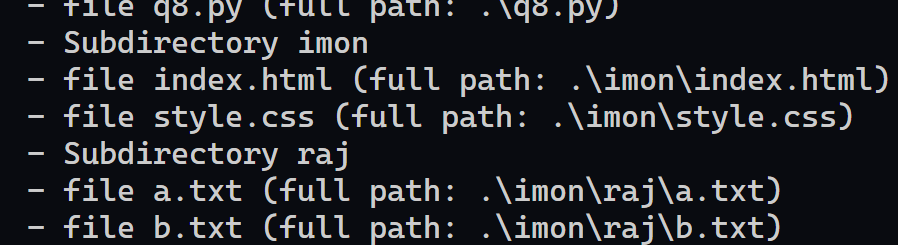 - file q8.py (full path: .\q8.py)
- Subdirectory imon
- file index.html (full path: .\imon\index.html)
- file style.css (full path: .\imon\style.css)
- Subdirectory raj
- file a.txt (full path: .\imon\raj\a.txt)
- file b.txt (full path: .\imon\raj\b.txt)